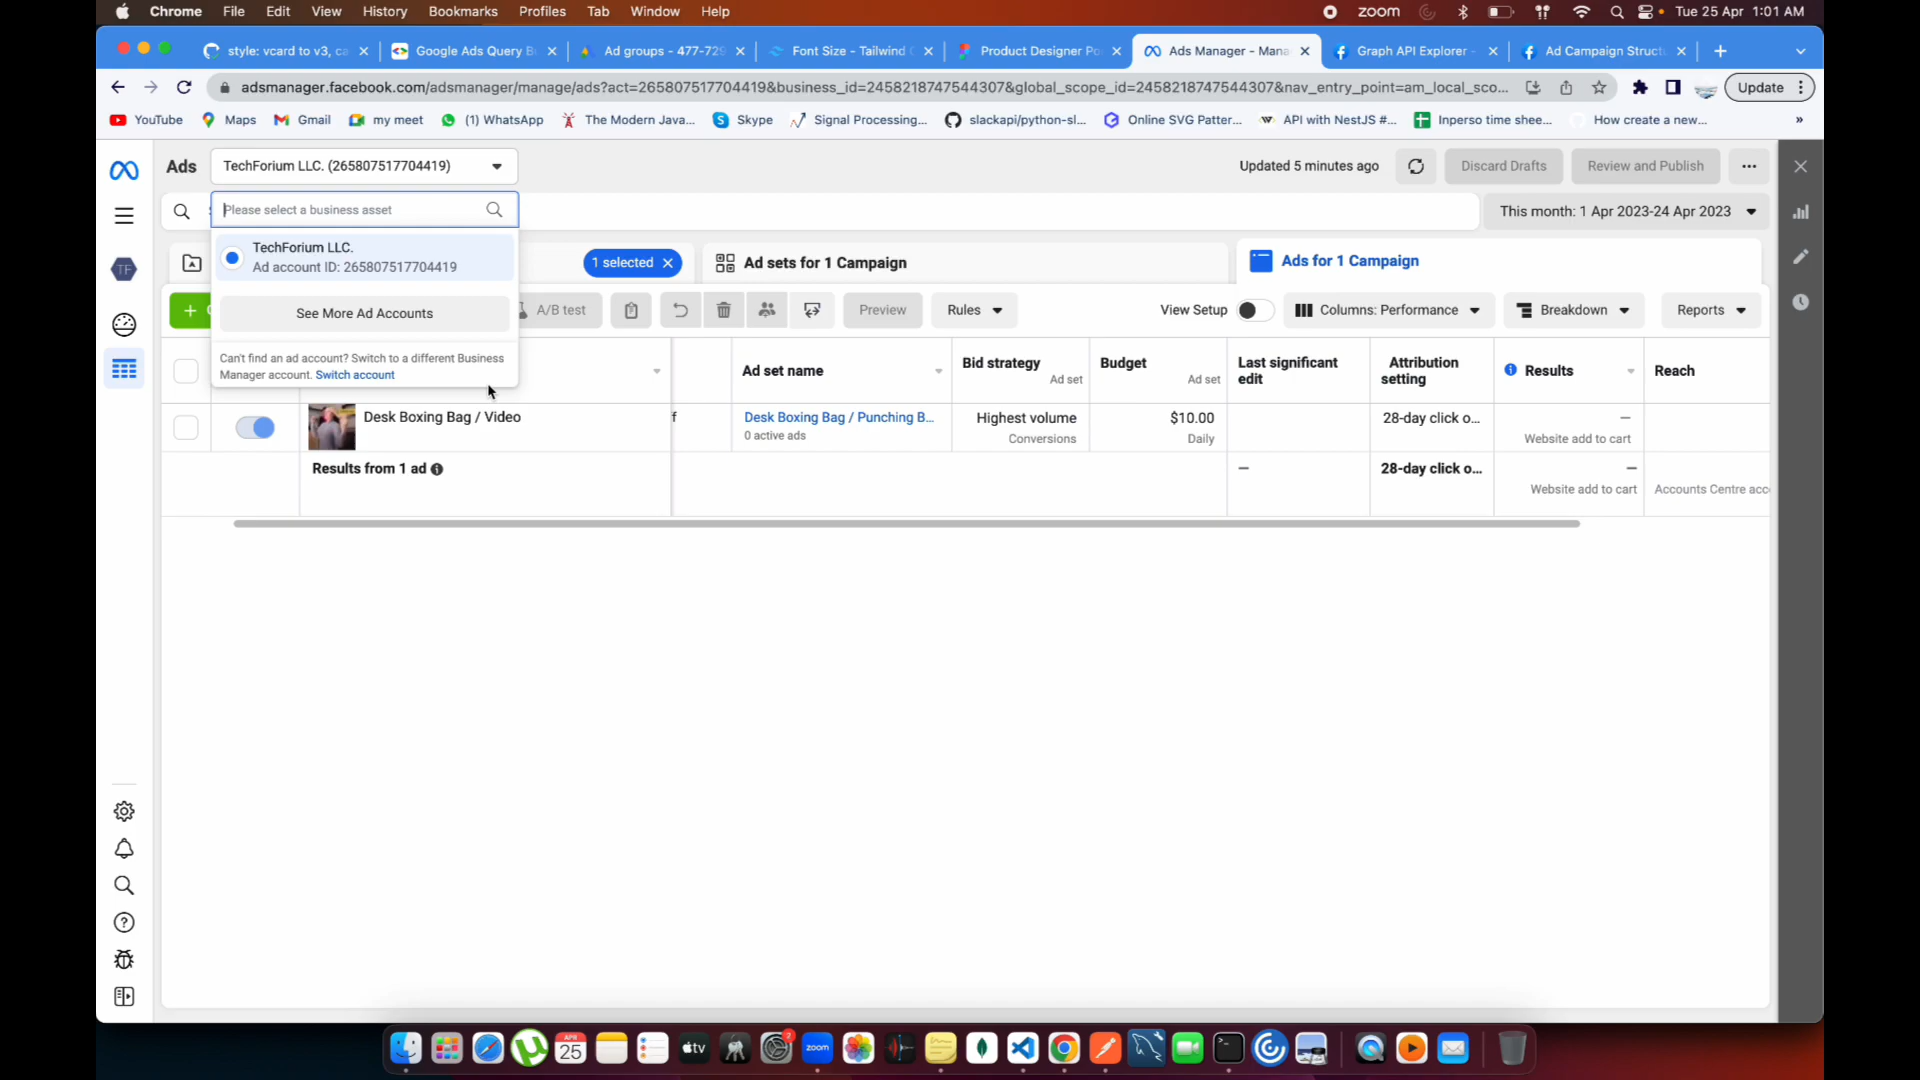 Chrome File Edit View History Bookmarks Profiles Tab Window Help
zoom Tue 25 Apr 1:01 AM
style: vcard to v3, ca
Google Ads Query B
Ad groups - 477-729
Font Size - Tailwind
Product Designer Po
Ads Manager - Mana
Graph API Explorer -
Ad Campaign Struct
adsmanager.facebook.com/adsmanager/manage/ads?act=265807517704419&business_id=2458218747544307&global_scope_id=2458218747544307&nav_entry_point=am_local_sco...
Update
YouTube Maps Gmail my meet (1) WhatsApp The Modern Java... Skype Signal Processing... slackapi/python-sl... Online SVG Patter... API with NestJS #... Inperso time shee... How create a new... »
Ads
TechForium LLC. (265807517704419)
Updated 5 minutes ago
Discard Drafts
Review and Publish
Please select a business asset
This month: 1 Apr 2023-24 Apr 2023
TechForium LLC.
Ad account ID: 265807517704419
See More Ad Accounts
Can't find an ad account? Switch to a different Business
Manager account. Switch account
TF
1 selected
Ad sets for 1 Campaign
Ads for 1 Campaign
A/B test
Preview
Rules
View Setup
Columns: Performance
Breakdown
Reports
Ad set name
Bid strategy
Ad set
Budget
Ad set
Last significant
edit
Attribution
setting
Results
Reach
Desk Boxing Bag / Video
f
Desk Boxing Bag / Punching B...
0 active ads
Highest volume
Conversions
$10.00
Daily
28-day click o...
—
Website add to cart
Results from 1 ad
—
28-day click o...
—
Website add to cart
Accounts Centre acc
APR
25
tv
2
zoom